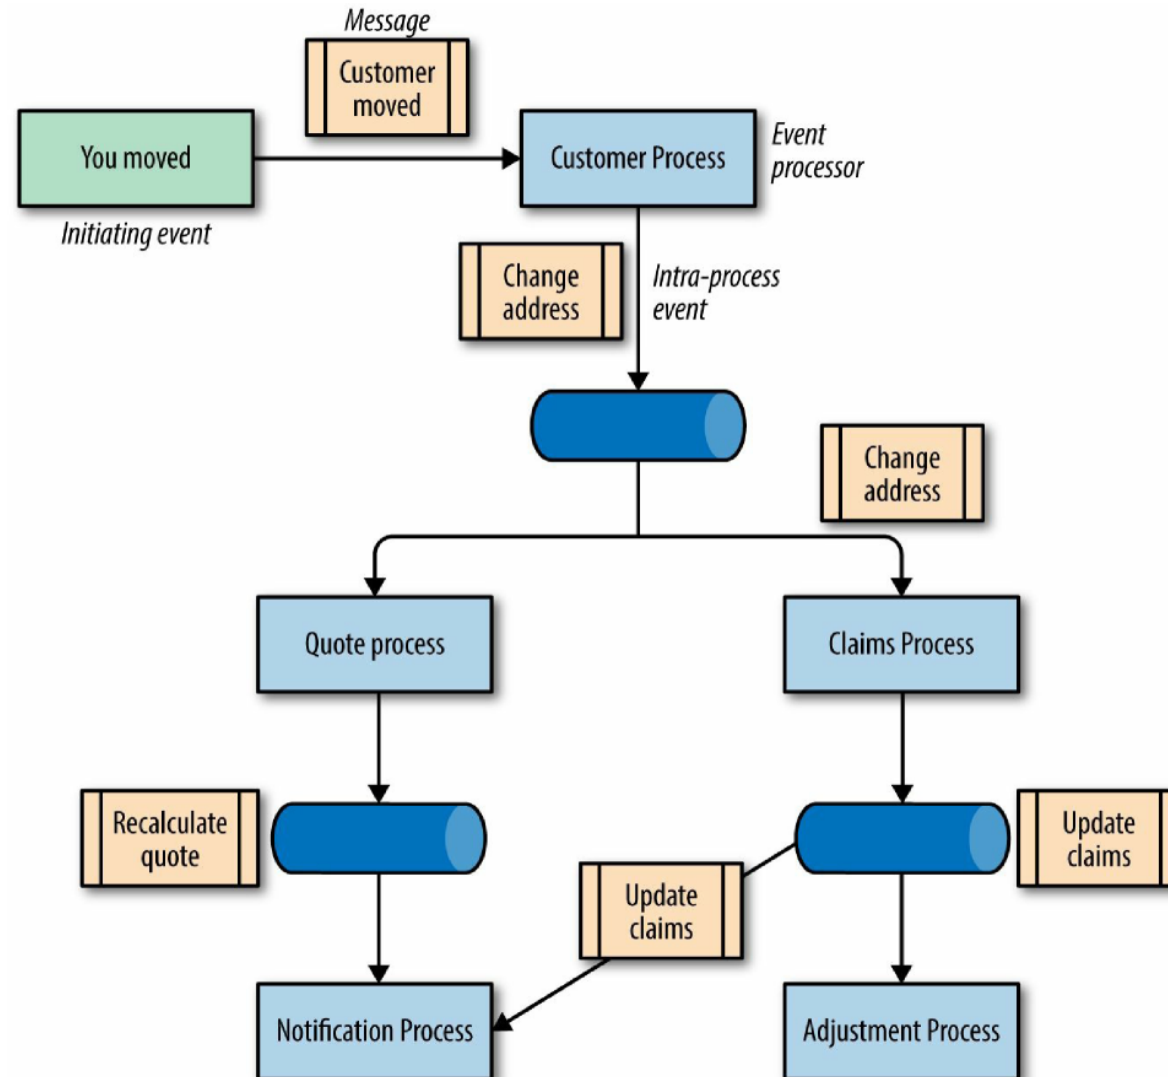 Message
Customer
moved
You moved
Customer Process
Event
processor
Initiating event
Change
address
Intra-process
event
Change
address
Quote process
Claims Process
Recalculate
quote
Update
claims
Update
claims
Notification Process
Adjustment Process